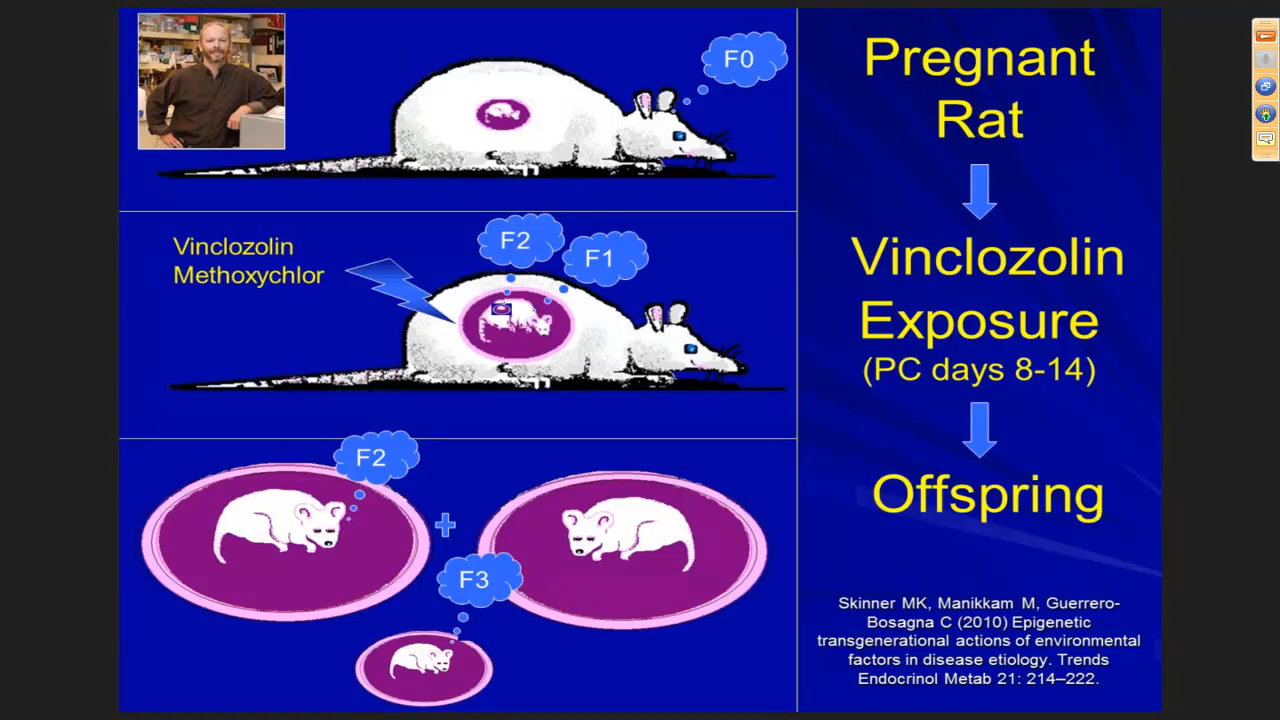 F0
Pregnant
Rat
Vinclozolin
Methoxychlor
F2
F1
Vinclozolin
Exposure
(PC days 8-14)
F2
+
F3
Offspring
Skinner MK, Manikkam M, Guerrero-
Bosagna C (2010) Epigenetic
transgenerational actions of environmental
factors in disease etiology. Trends
Endocrinol Metab 21: 214–222.